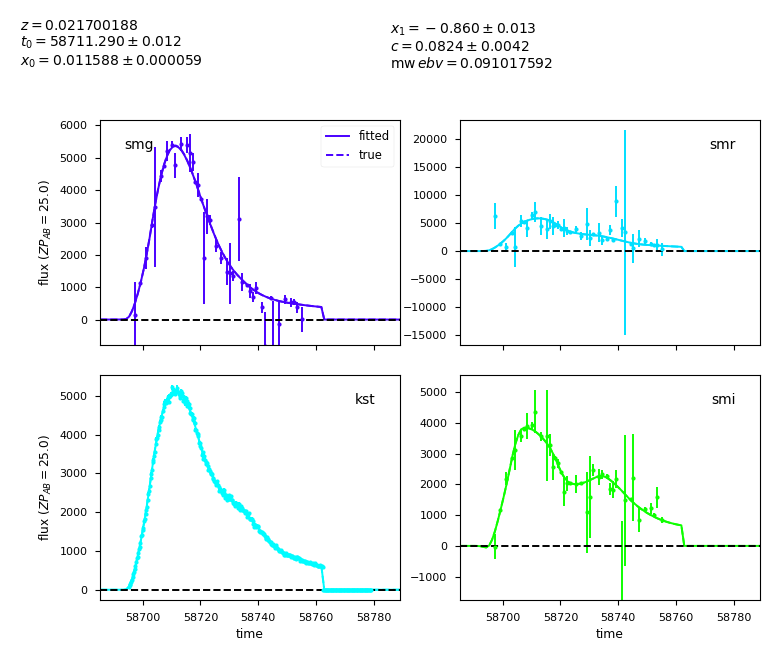 z = 0.021700188
t₀ = 58711.290 ± 0.012
x₀ = 0.011588 ± 0.000059
x₁ = −0.860 ± 0.013
c = 0.0824 ± 0.0042
mw ebv = 0.091017592
smg
fitted
true
6000
5000
4000
3000
2000
1000
0
flux (ZP_AB = 25.0)
smr
20000
15000
10000
5000
0
−5000
−10000
−15000
kst
5000
4000
3000
2000
1000
0
flux (ZP_AB = 25.0)
58700 58720 58740 58760 58780
time
smi
5000
4000
3000
2000
1000
0
−1000
58700 58720 58740 58760 58780
time